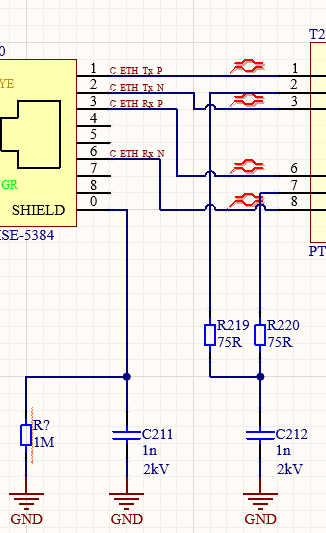 T2
0
1 C ETH Tx P 1
YE 2 C ETH Tx N 2
3 C ETH Rx P 3
4
5
6 C ETH Rx N 6
7 7
GR 8 8
SHIELD 0
ISE-5384
PT
R219 R220
75R 75R
R? C211 C212
1M 1n 1n
2kV 2kV
GND GND GND